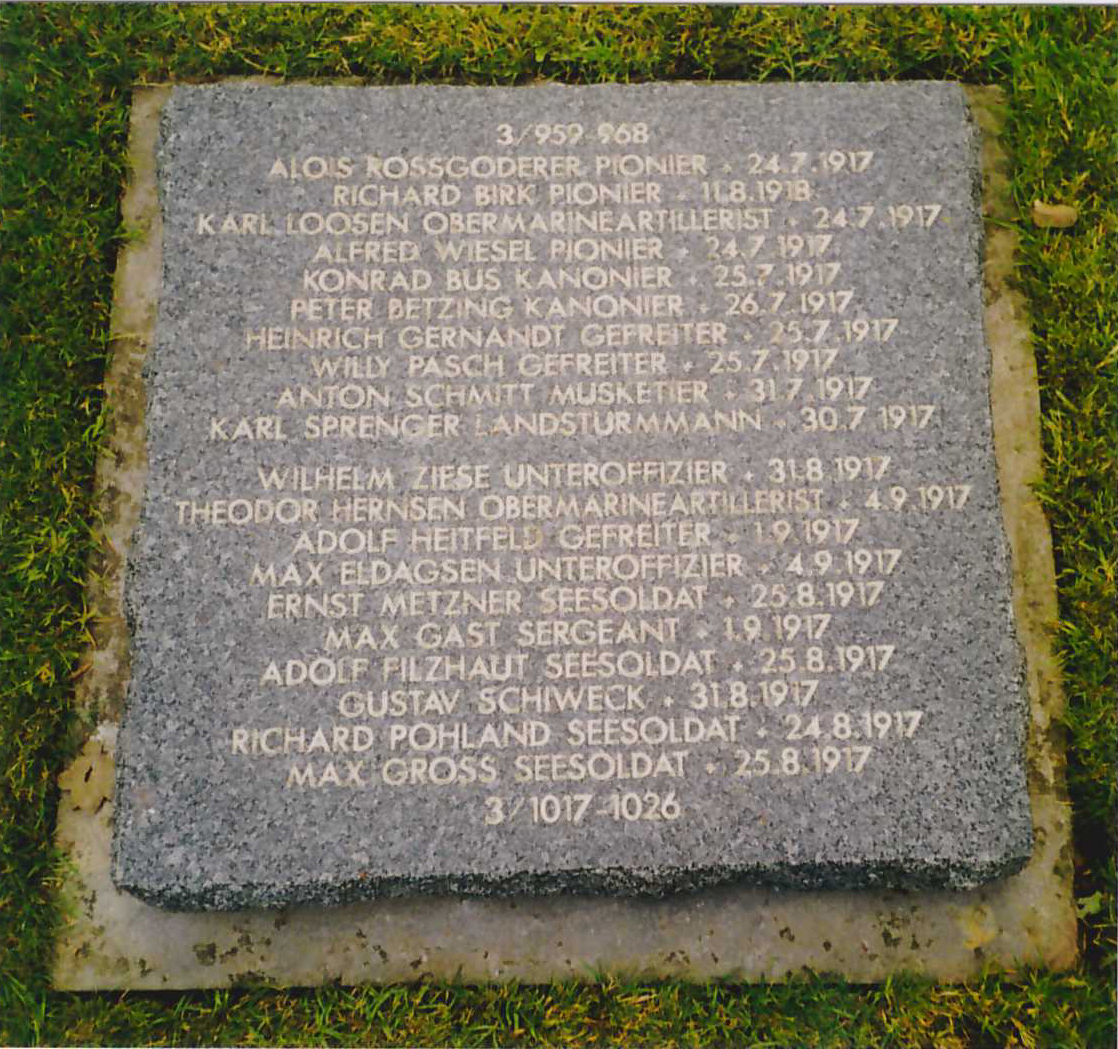 3/959-968
ALOIS ROSSGODERER PIONIER + 24.7.1917
RICHARD BIRK PIONIER + 11.8.1918
KARL LOOSEN OBERMARINEARTILLERIST + 24.7.1917
ALFRED WIESEL PIONIER + 24.7.1917
KONRAD BUS KANONIER + 25.7.1917
PETER BETZING KANONIER + 26.7.1917
HEINRICH GERNANDT GEFREITER + 25.7.1917
WILLY PASCH GEFREITER + 25.7.1917
ANTON SCHMITT MUSKETIER + 31.7.1917
KARL SPRENGER LANDSTURMMANN + 30.7.1917
WILHELM ZIESE UNTEROFFIZIER + 31.8.1917
THEODOR HERNSEN OBERMARINEARTILLERIST + 4.9.1917
ADOLF HEITFELD GEFREITER + 1.9.1917
MAX ELDAGSEN UNTEROFFIZIER + 4.9.1917
ERNST METZNER SEESOLDAT + 25.8.1917
MAX GAST SERGEANT + 1.9.1917
ADOLF FILZHAUT SEESOLDAT + 25.8.1917
GUSTAV SCHIWECK + 31.8.1917
RICHARD POHLAND SEESOLDAT + 24.8.1917
MAX GROSS SEESOLDAT + 25.8.1917
3/1017-1026